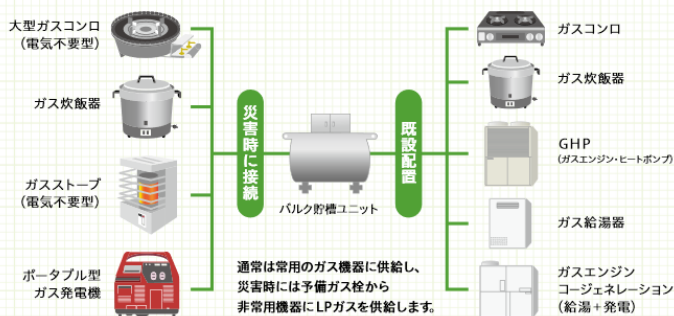 大型ガスコンロ
（電気不要型）
ガス炊飯器
ガスストーブ
（電気不要型）
ポータブル型
ガス発電機
災害時に接続
バルク貯槽ユニット
通常は常用のガス機器に供給し、
災害時には予備ガス栓から
非常用機器にLPガスを供給します。
既設配置
ガスコンロ
ガス炊飯器
GHP
（ガスエンジン・ヒートポンプ）
ガス給湯器
ガスエンジン
コージェネレーション
（給湯＋発電）